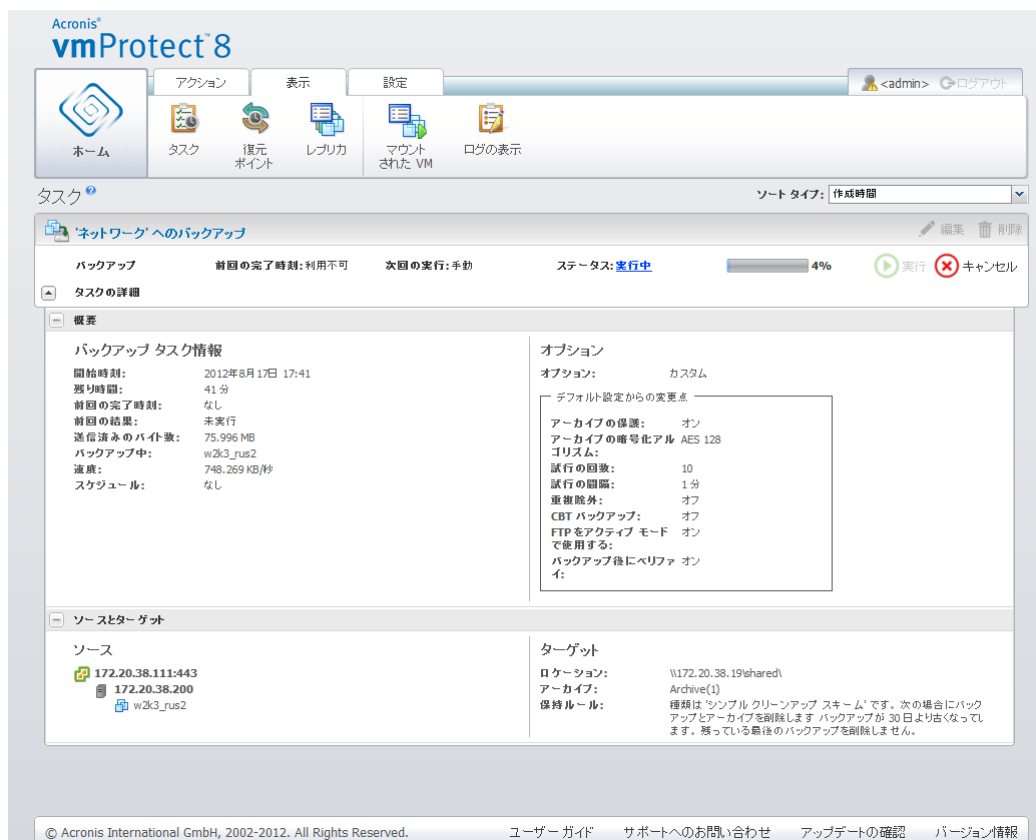 Acronis®
vmProtect™ 8
アクション 表示 設定
<admin> ログアウト
ホーム
タスク
復元
ポイント
レプリカ
マウント
された VM
ログの表示
タスク ?
ソート タイプ: 作成時間
'ネットワーク' へのバックアップ
編集 削除
バックアップ 前回の完了時刻: 利用不可 次回の実行: 手動 ステータス: 実行中 4% 実行 キャンセル
タスクの詳細
概要
バックアップ タスク情報
開始時刻: 2012年8月17日 17:41
残り時間: 41 分
前回の完了時刻: なし
前回の結果: 未実行
送信済みのバイト数: 75.996 MB
バックアップ中: w2k3_rus2
速度: 748.269 KB/秒
スケジュール: なし
オプション
オプション: カスタム
デフォルト設定からの変更点
アーカイブの保護: オン
アーカイブの暗号化アル AES 128
ゴリズム:
試行の回数: 10
試行の間隔: 1 分
重複除外: オフ
CBT バックアップ: オフ
FTP をアクティブ モード オン
で使用する:
バックアップ後にベリファ オン
イ:
ソースとターゲット
ソース
172.20.38.111:443
172.20.38.200
w2k3_rus2
ターゲット
ロケーション: \\172.20.38.19\shared\
アーカイブ: Archive(1)
保持ルール: 種類は 'シンプル クリーンアップ スキーム' です。次の場合にバック
アップとアーカイブを削除します バックアップが 30 日より古くなってし
ます。残っている最後のバックアップを削除しません。
© Acronis International GmbH, 2002-2012. All Rights Reserved.
ユーザー ガイド サポートへのお問い合わせ アップデートの確認 バージョン情報